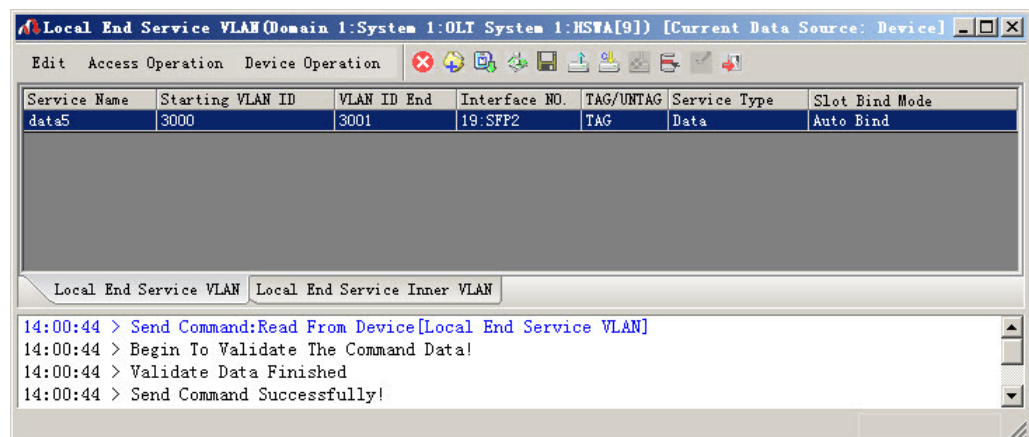 Local End Service VLAN(Domain 1:System 1:OLT System 1:HSWA[9]) [Current Data Source: Device]
Edit Access Operation Device Operation
Service Name Starting VLAN ID VLAN ID End Interface NO. TAG/UNTAG Service Type Slot Bind Mode
data5 3000 3001 19:SFP2 TAG Data Auto Bind
Local End Service VLAN Local End Service Inner VLAN
14:00:44 > Send Command:Read From Device[Local End Service VLAN]
14:00:44 > Begin To Validate The Command Data!
14:00:44 > Validate Data Finished
14:00:44 > Send Command Successfully!